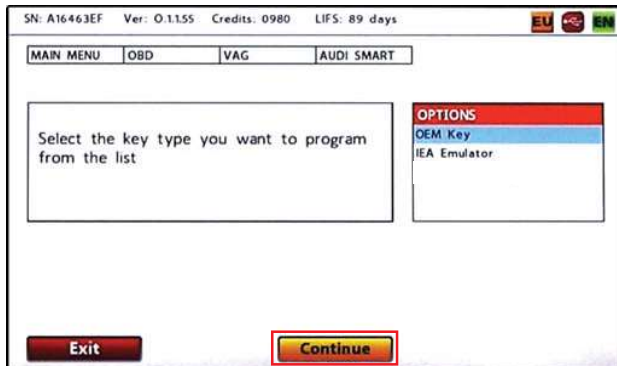 SN: A16463EF Ver: 0.1.1.55 Credits: 0980 LIFS: 89 days EU EN
MAIN MENU OBD VAG AUDI SMART
Select the key type you want to program
from the list
OPTIONS
OEM Key
IEA Emulator
Exit Continue